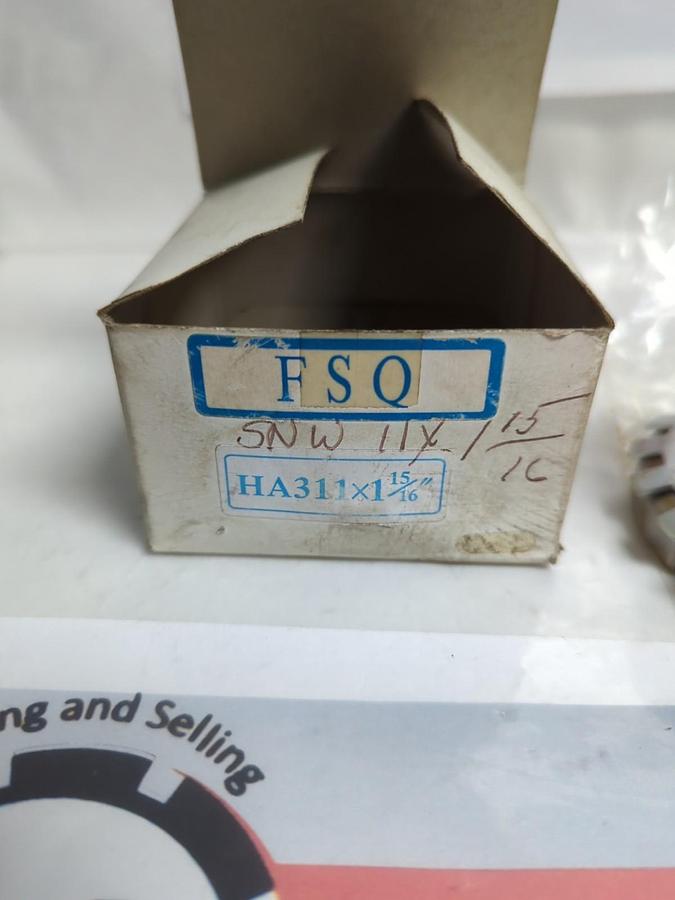 FSQ
SNW 11X 1 15/16
HA311×1 15/16"
ng and Selling